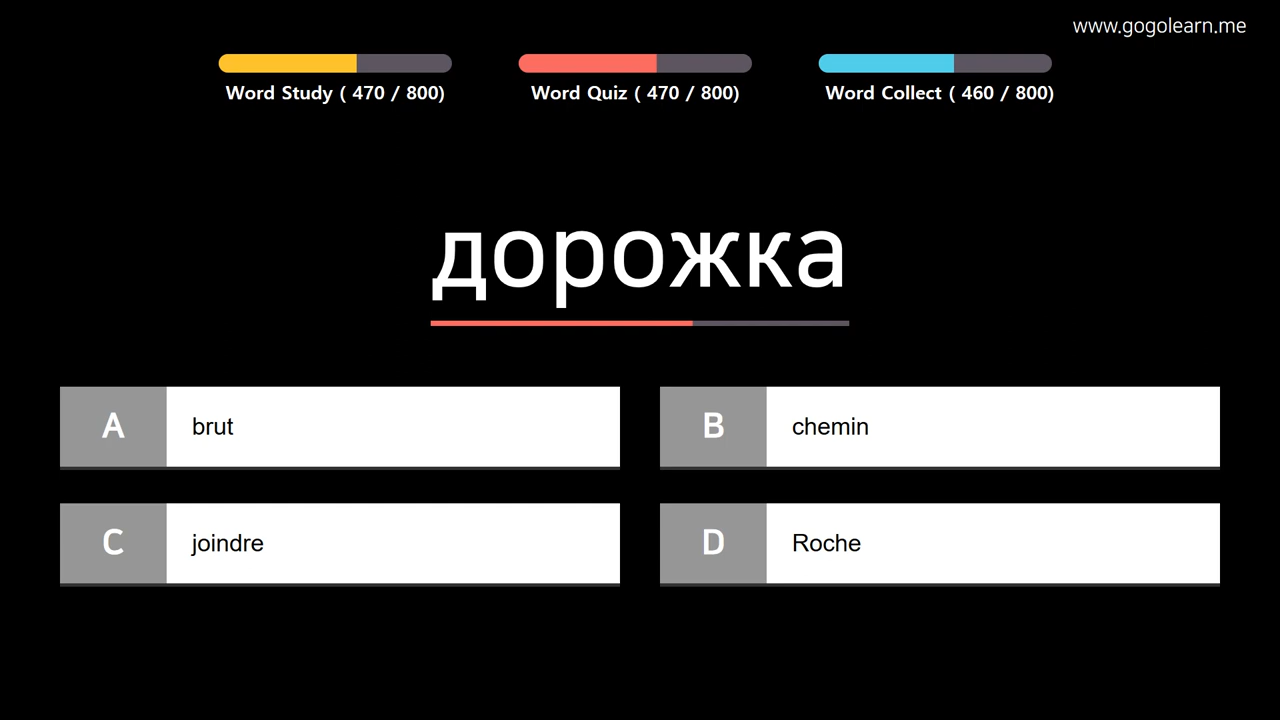 www.gogolearn.me
Word Study ( 470 / 800)
Word Quiz ( 470 / 800)
Word Collect ( 460 / 800)
дорожка
A brut
B chemin
C joindre
D Roche